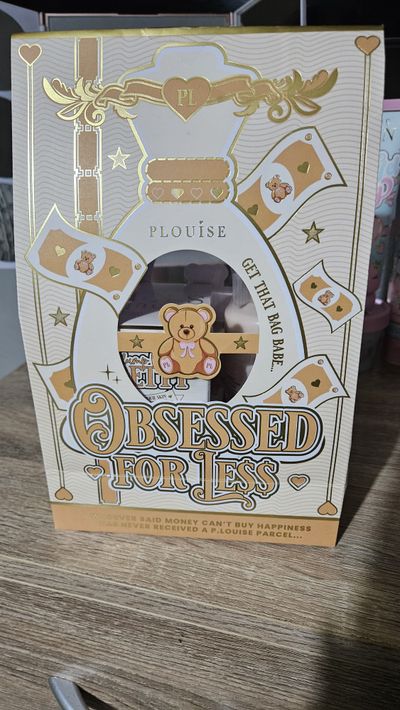 PL
PLOUISE
GET THAT BAG BABE...
OBSESSED
FOR LESS
EVER SAID MONEY CAN'T BUY HAPPINESS
HAS NEVER RECEIVED A P.LOUISE PARCEL...